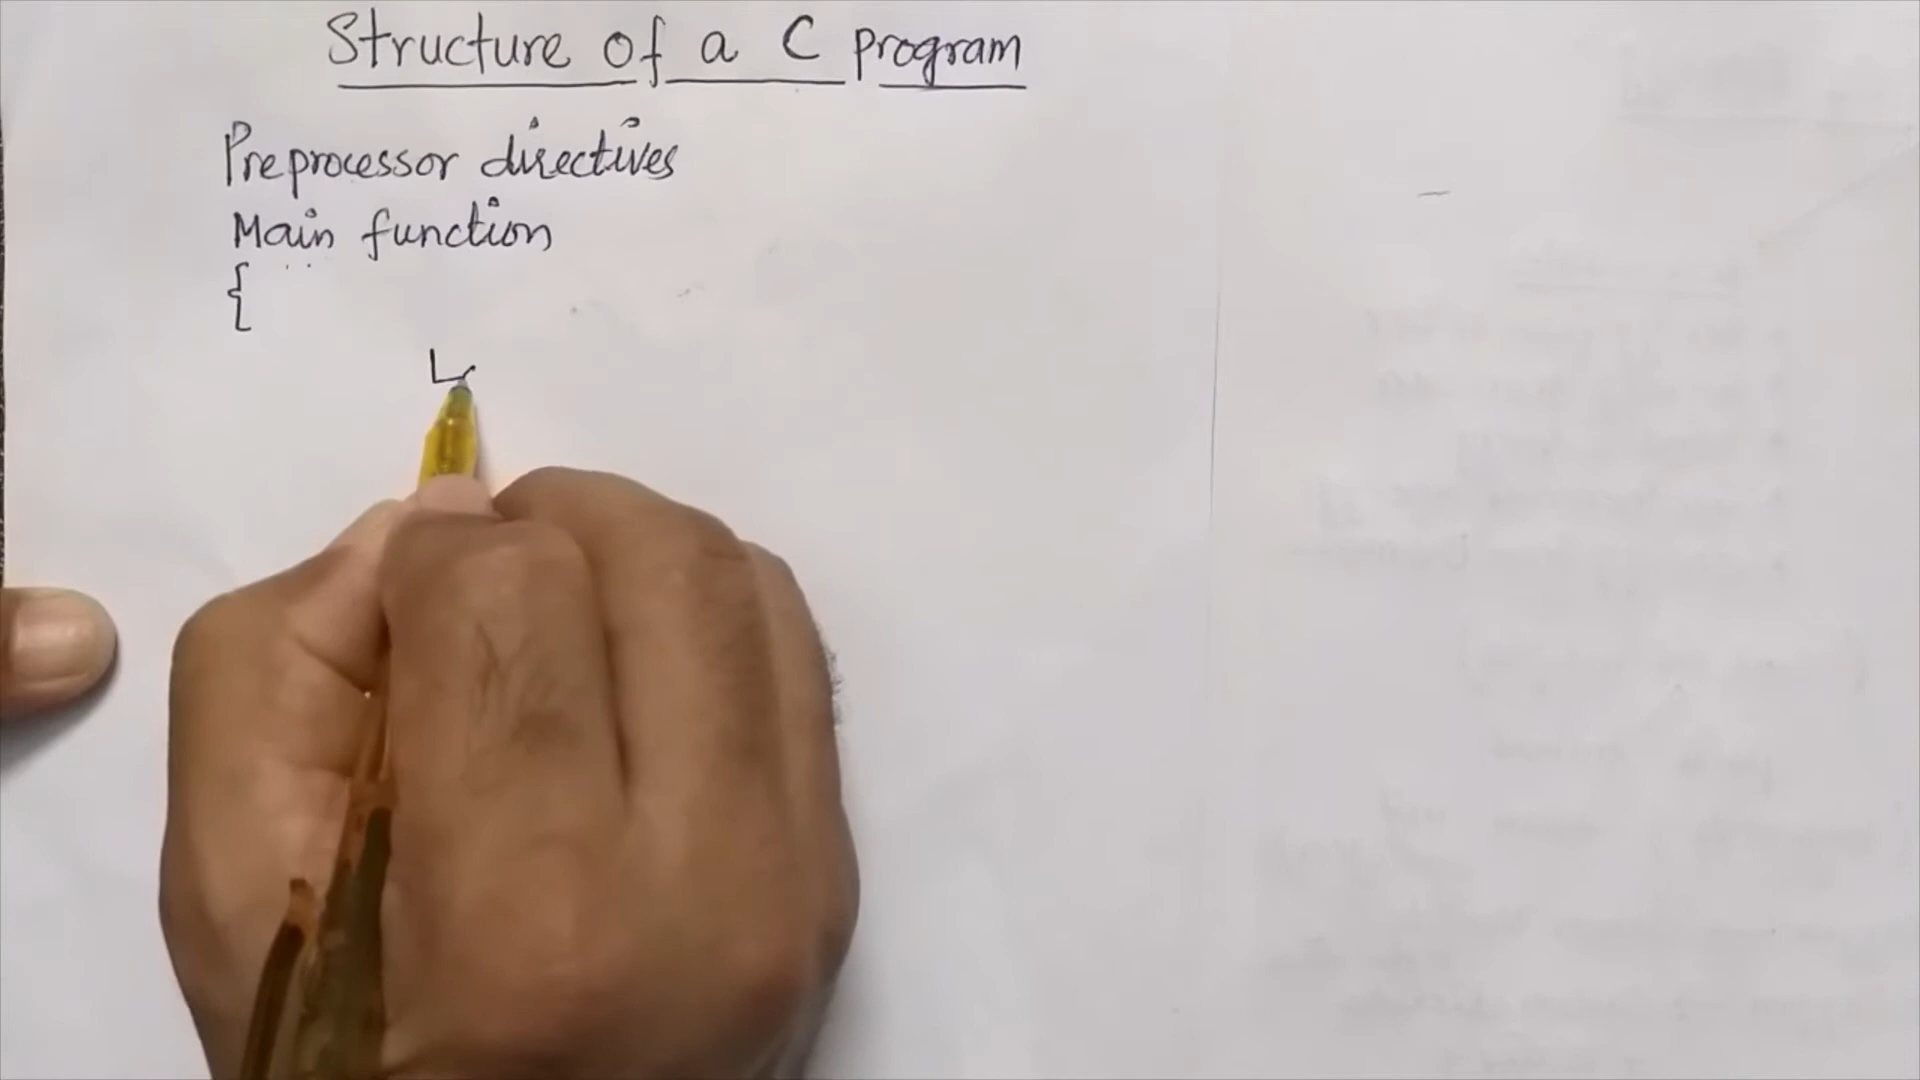 Structure of a C program
Preprocessor directives
Main function
{
L